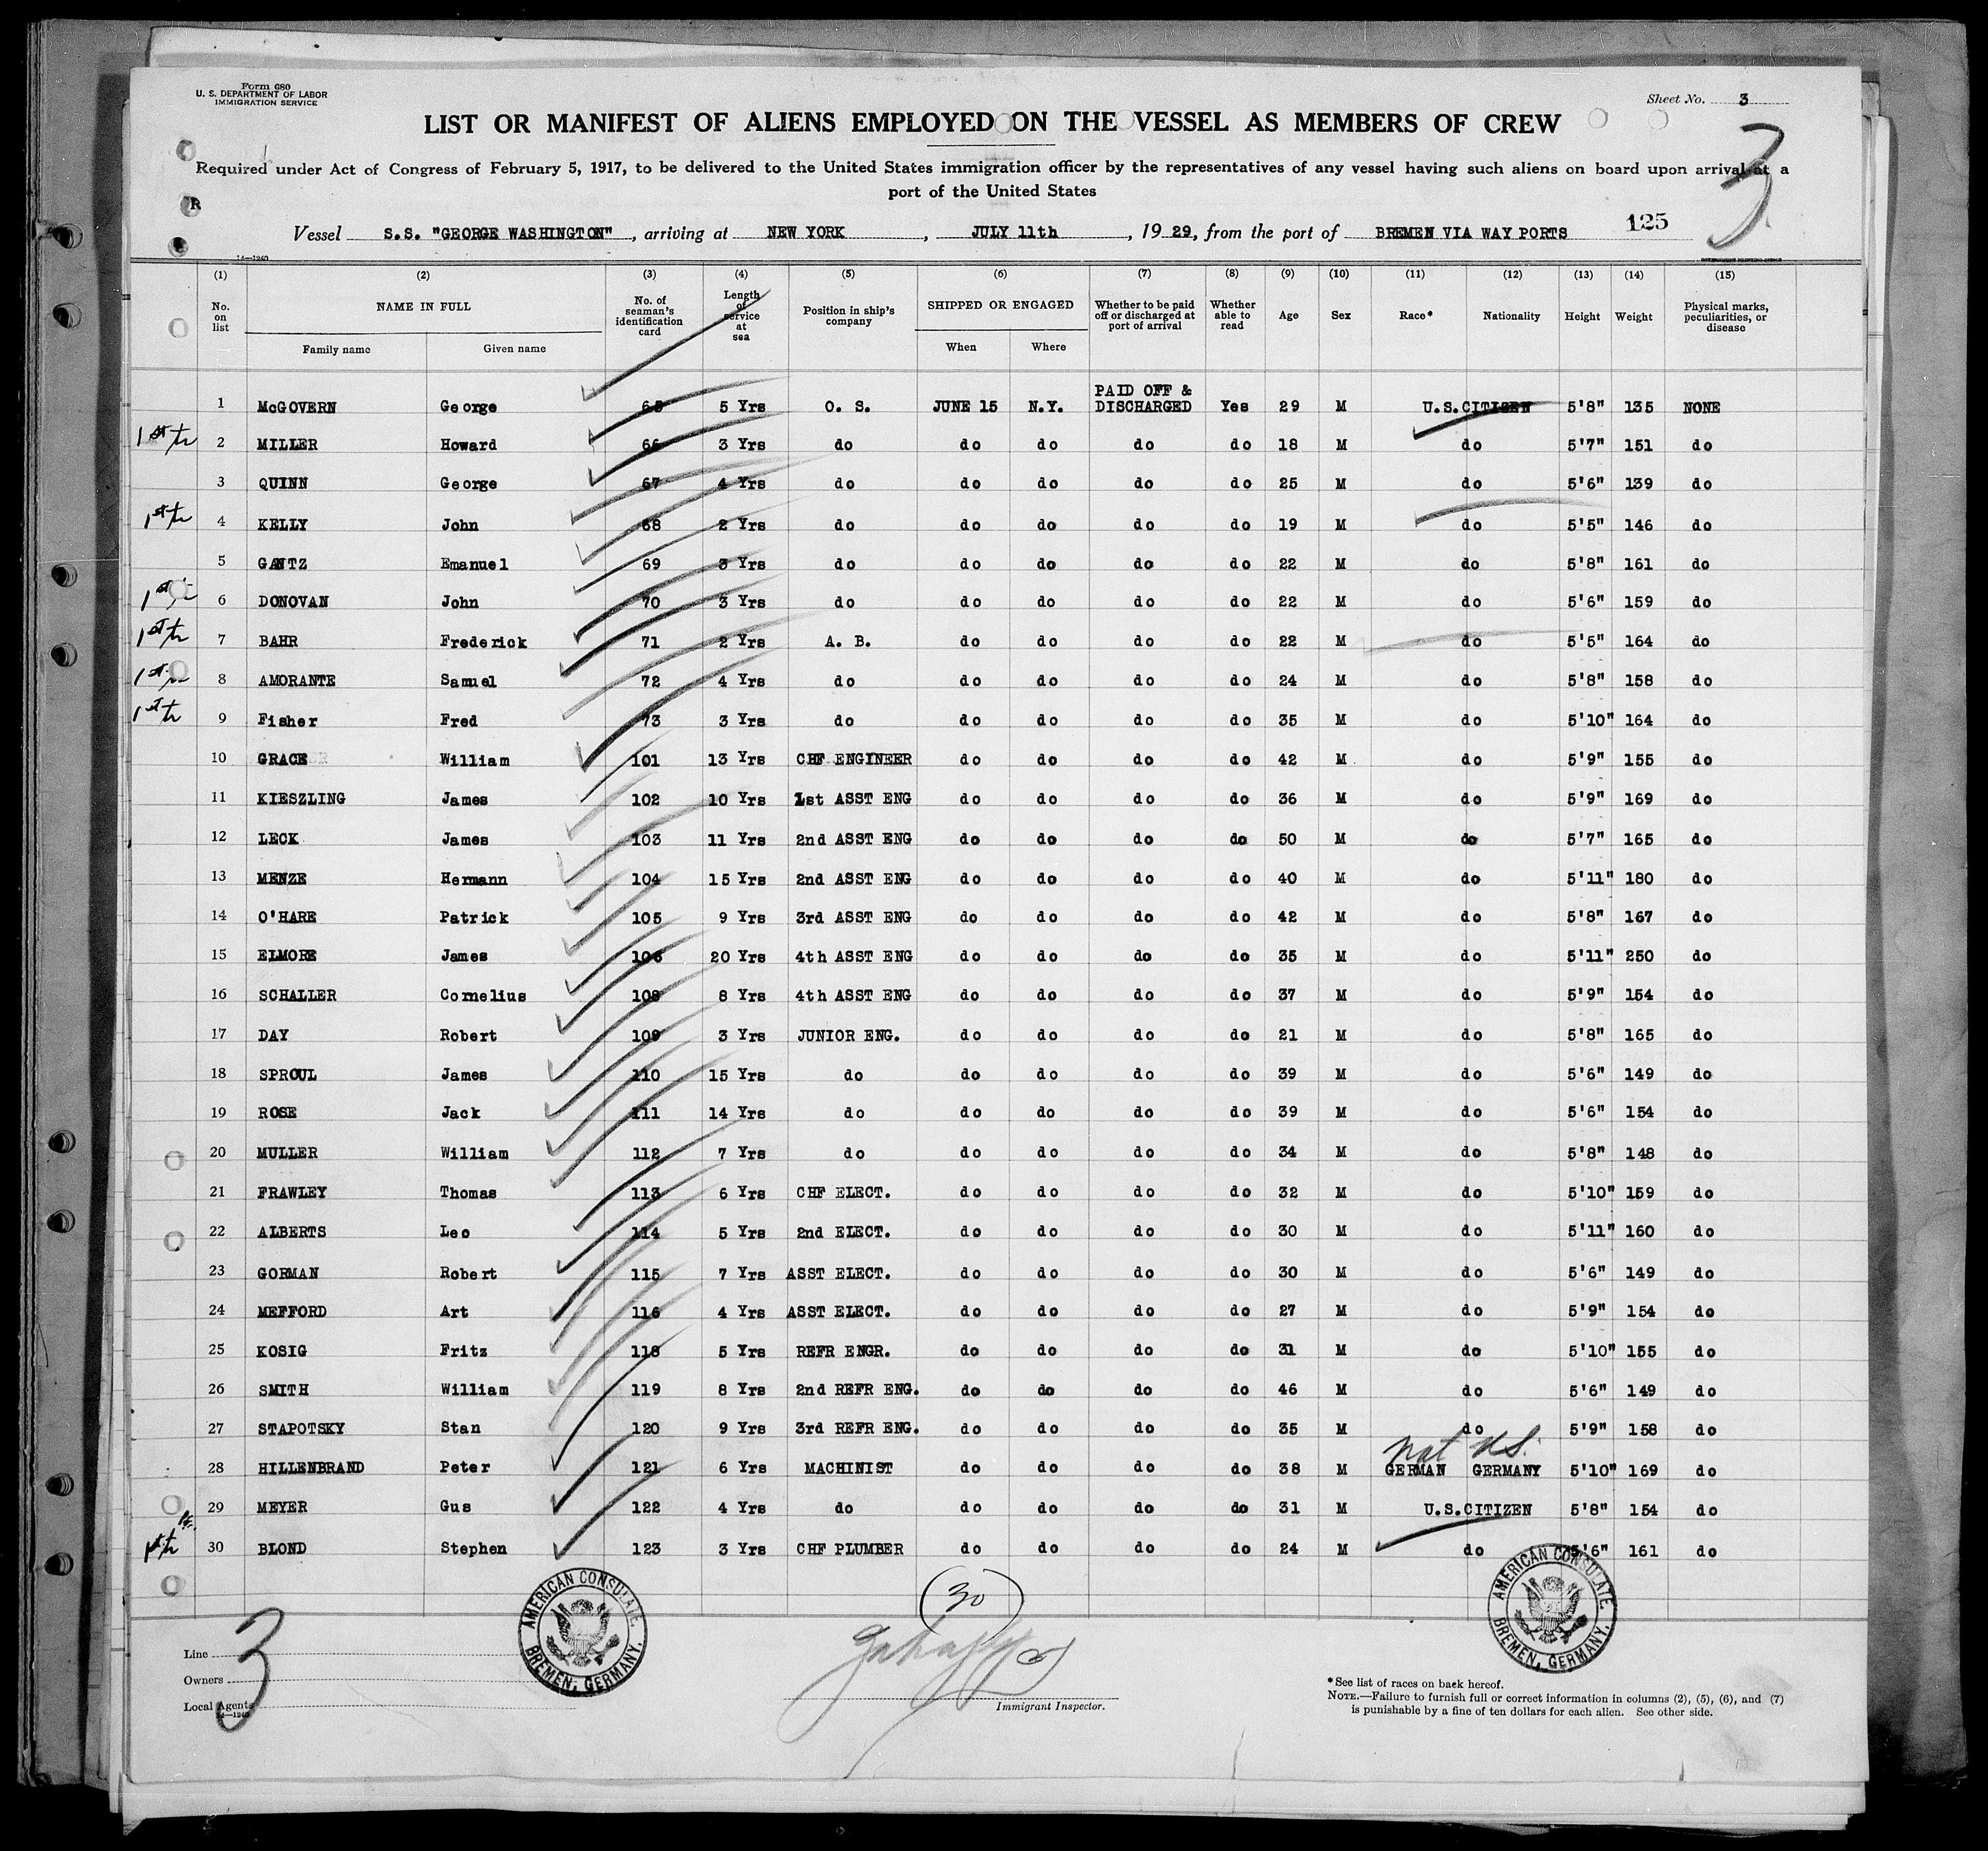 Form 680
U. S. DEPARTMENT OF LABOR
IMMIGRATION SERVICE
Sheet No. 3
LIST OR MANIFEST OF ALIENS EMPLOYED ON THE VESSEL AS MEMBERS OF CREW
3
Required under Act of Congress of February 5, 1917, to be delivered to the United States immigration officer by the representatives of any vessel having such aliens on board upon arrival at a
port of the United States
R
Vessel S.S. "GEORGE WASHINGTON", arriving at NEW YORK, JULY 11th, 1929, from the port of BREMEN VIA WAY PORTS 125
14—1240
(1) (2) (3) (4) (5) (6) (7) (8) (9) (10) (11) (12) (13) (14) (15)
No. on list NAME IN FULL Family name Given name No. of seaman's identification card Length of service at sea Position in ship's company SHIPPED OR ENGAGED When Where Whether to be paid off or discharged at port of arrival Whether able to read Age Sex Race* Nationality Height Weight Physical marks, peculiarities, or disease
1 McGOVERN George 65 5 Yrs O. S. JUNE 15 N.Y. PAID OFF & DISCHARGED Yes 29 M U.S.CITIZEN 5'8" 135 NONE
1st tr 2 MILLER Howard 66 3 Yrs do do do do do 18 M do 5'7" 151 do
3 QUINN George 67 4 Yrs do do do do do 25 M do 5'6" 139 do
1st tr 4 KELLY John 68 2 Yrs do do do do do 19 M do 5'5" 146 do
5 GANTZ Emanuel 69 3 Yrs do do do do do 22 M do 5'8" 161 do
1st 6 DONOVAN John 70 3 Yrs do do do do do 22 M do 5'6" 159 do
1st tr 7 BAHR Frederick 71 2 Yrs A. B. do do do do 22 M do 5'5" 164 do
1st 8 AMORANTE Samuel 72 4 Yrs do do do do do 24 M do 5'8" 158 do
1st tr 9 Fisher Fred 73 3 Yrs do do do do do 35 M do 5'10" 164 do
10 GRACE William 101 13 Yrs CHF ENGINEER do do do do 42 M do 5'9" 155 do
11 KIESZLING James 102 10 Yrs 1st ASST ENG do do do do 36 M do 5'9" 169 do
12 LECK James 103 11 Yrs 2nd ASST ENG do do do do 50 M do 5'7" 165 do
13 MENZE Hermann 104 15 Yrs 2nd ASST ENG do do do do 40 M do 5'11" 180 do
14 O'HARE Patrick 105 9 Yrs 3rd ASST ENG do do do do 42 M do 5'8" 167 do
15 ELMORE James 106 20 Yrs 4th ASST ENG do do do do 35 M do 5'11" 250 do
16 SCHALLER Cornelius 108 8 Yrs 4th ASST ENG do do do do 37 M do 5'9" 154 do
17 DAY Robert 109 3 Yrs JUNIOR ENG. do do do do 21 M do 5'8" 165 do
18 SPROUL James 110 15 Yrs do do do do do 39 M do 5'6" 149 do
19 ROSE Jack 111 14 Yrs do do do do do 39 M do 5'6" 154 do
20 MULLER William 112 7 Yrs do do do do do 34 M do 5'8" 148 do
21 FRAWLEY Thomas 113 6 Yrs CHF ELECT. do do do do 32 M do 5'10" 159 do
22 ALBERTS Leo 114 5 Yrs 2nd ELECT. do do do do 30 M do 5'11" 160 do
23 GORMAN Robert 115 7 Yrs ASST ELECT. do do do do 30 M do 5'6" 149 do
24 MEFFORD Art 116 4 Yrs ASST ELECT. do do do do 27 M do 5'9" 154 do
25 KOSIG Fritz 118 5 Yrs REFR ENGR. do do do do 31 M do 5'10" 155 do
26 SMITH William 119 8 Yrs 2nd REFR ENG. do do do do 46 M do 5'6" 149 do
27 STAPOTSKY Stan 120 9 Yrs 3rd REFR ENG. do do do do 35 M do 5'9" 158 do
nat U.S.
28 HILLENBRAND Peter 121 6 Yrs MACHINIST do do do do 38 M GERMAN GERMANY 5'10" 169 do
29 MEYER Gus 122 4 Yrs do do do do do 31 M U.S.CITIZEN 5'8" 154 do
1st tr 30 BLOND Stephen 123 3 Yrs CHF PLUMBER do do do do 24 M do 5'6" 161 do
30
AMERICAN CONSULATE. BREMEN, GERMANY.
AMERICAN CONSULATE BREMEN, GERMANY.
3
Line
Owners
Local Agents
14—1240
Immigrant Inspector.
*See list of races on back hereof.
NOTE.—Failure to furnish full or correct information in columns (2), (5), (6), and (7)
is punishable by a fine of ten dollars for each alien. See other side.